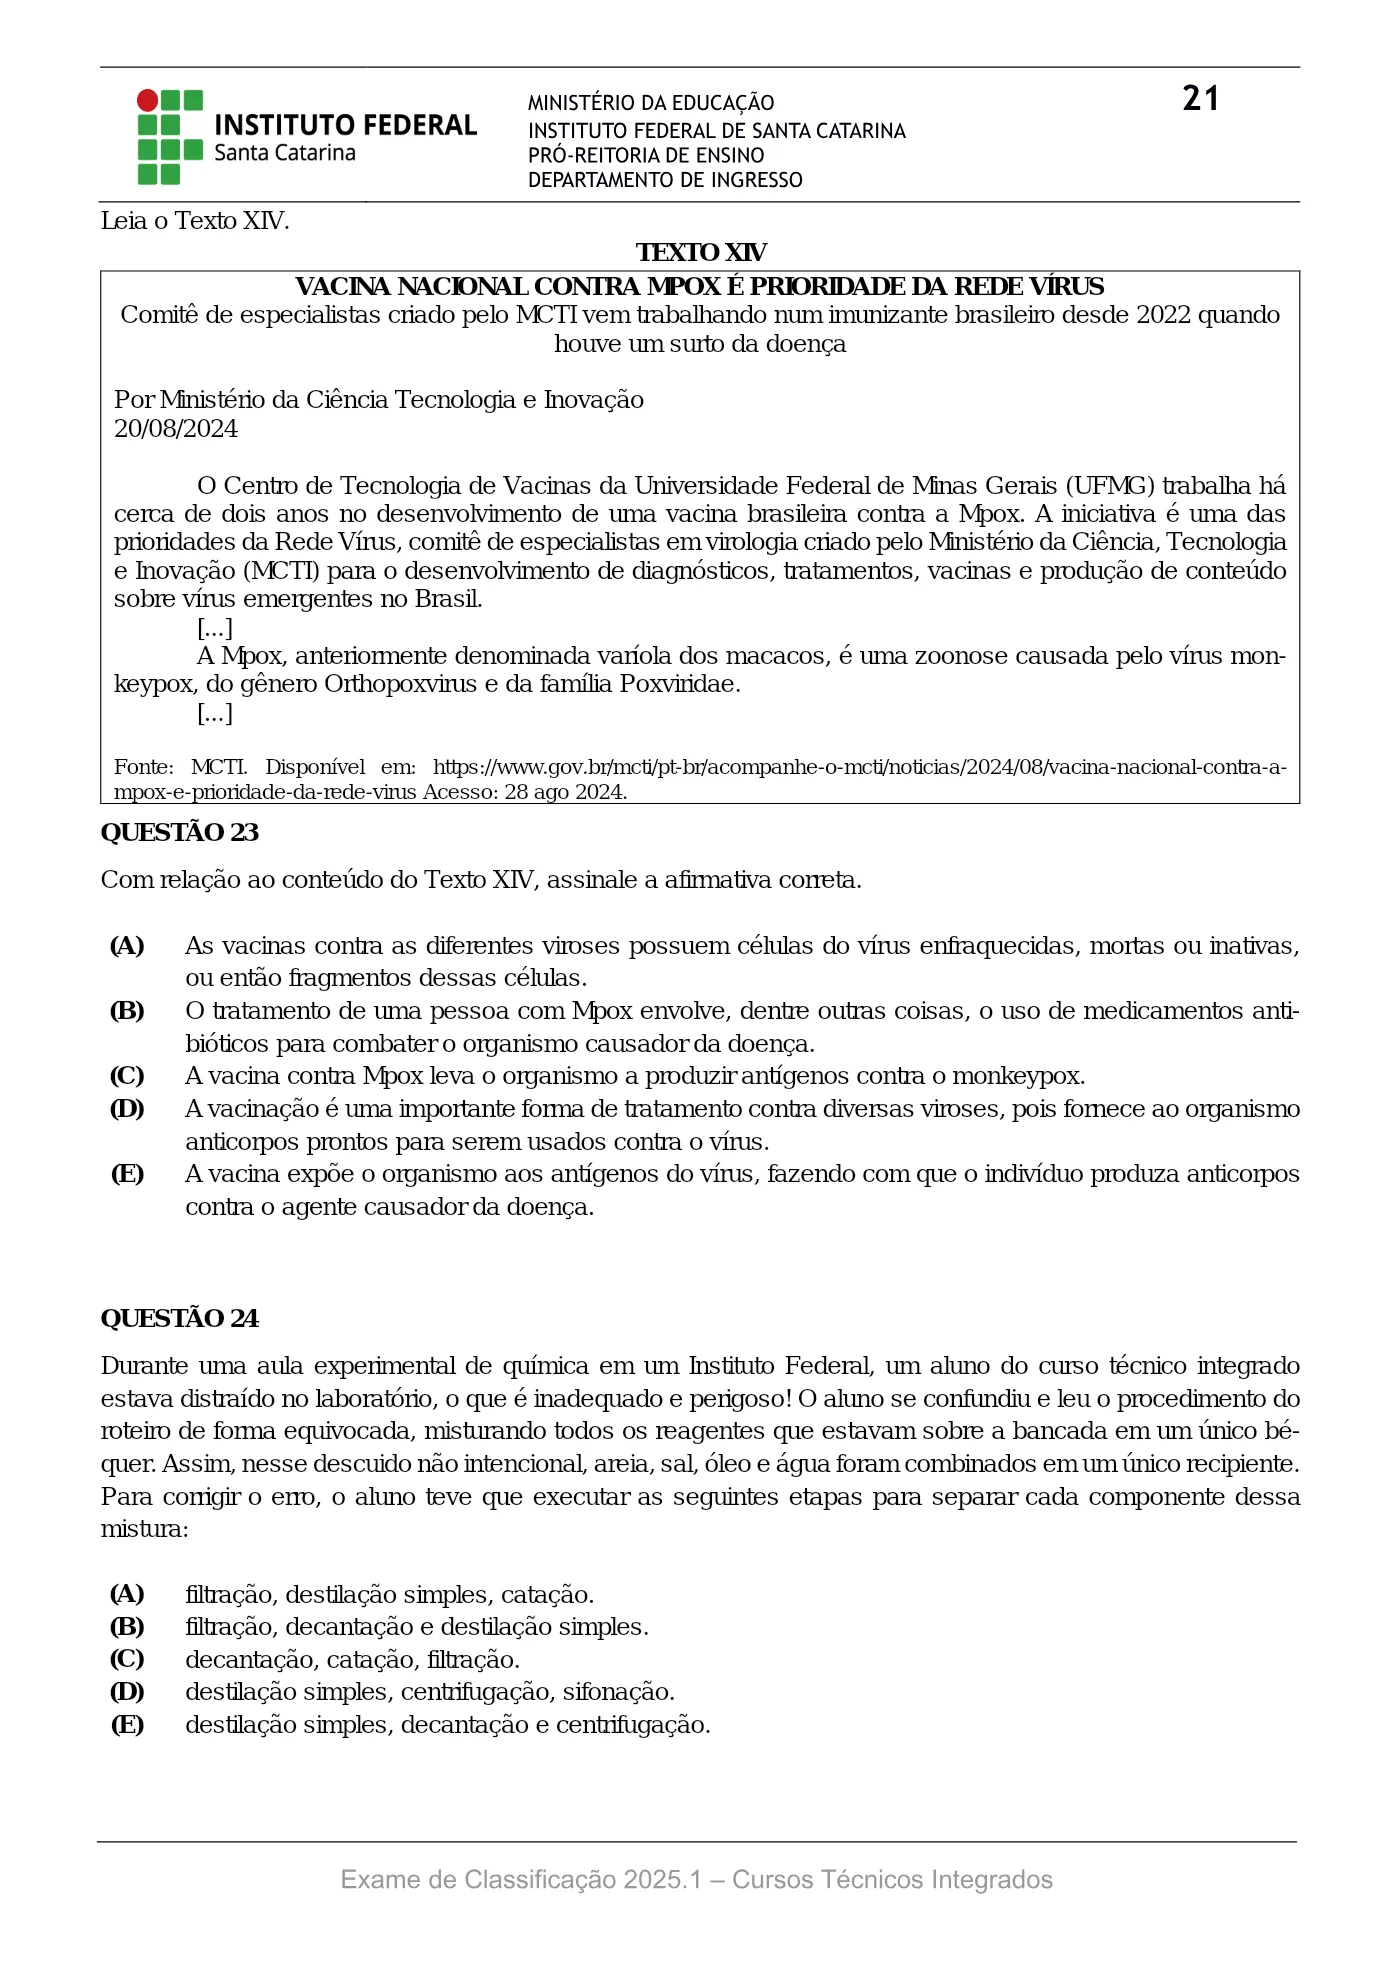 INSTITUTO FEDERAL
Santa Catarina
MINISTÉRIO DA EDUCAÇÃO
INSTITUTO FEDERAL DE SANTA CATARINA
PRÓ-REITORIA DE ENSINO
DEPARTAMENTO DE INGRESSO
21
Leia o Texto XIV.
TEXTO XIV
VACINA NACIONAL CONTRA MPOX É PRIORIDADE DA REDE VÍRUS
Comitê de especialistas criado pelo MCTI vem trabalhando num imunizante brasileiro desde 2022 quando
houve um surto da doença
Por Ministério da Ciência Tecnologia e Inovação
20/08/2024
O Centro de Tecnologia de Vacinas da Universidade Federal de Minas Gerais (UFMG) trabalha há
cerca de dois anos no desenvolvimento de uma vacina brasileira contra a Mpox. A iniciativa é uma das
prioridades da Rede Vírus, comitê de especialistas em virologia criado pelo Ministério da Ciência, Tecnologia
e Inovação (MCTI) para o desenvolvimento de diagnósticos, tratamentos, vacinas e produção de conteúdo
sobre vírus emergentes no Brasil.
[...]
A Mpox, anteriormente denominada varíola dos macacos, é uma zoonose causada pelo vírus mon-
keypox, do gênero Orthopoxvirus e da família Poxviridae.
[...]
Fonte: MCTI. Disponível em: https://www.gov.br/mcti/pt-br/acompanhe-o-mcti/noticias/2024/08/vacina-nacional-contra-a-
mpox-e-prioridade-da-rede-virus Acesso: 28 ago 2024.
QUESTÃO 23
Com relação ao conteúdo do Texto XIV, assinale a afirmativa correta.
(A) As vacinas contra as diferentes viroses possuem células do vírus enfraquecidas, mortas ou inativas,
ou então fragmentos dessas células.
(B) O tratamento de uma pessoa com Mpox envolve, dentre outras coisas, o uso de medicamentos anti-
bióticos para combater o organismo causador da doença.
(C) A vacina contra Mpox leva o organismo a produzir antígenos contra o monkeypox.
(D) A vacinação é uma importante forma de tratamento contra diversas viroses, pois fornece ao organismo
anticorpos prontos para serem usados contra o vírus.
(E) A vacina expõe o organismo aos antígenos do vírus, fazendo com que o indivíduo produza anticorpos
contra o agente causador da doença.
QUESTÃO 24
Durante uma aula experimental de química em um Instituto Federal, um aluno do curso técnico integrado
estava distraído no laboratório, o que é inadequado e perigoso! O aluno se confundiu e leu o procedimento do
roteiro de forma equivocada, misturando todos os reagentes que estavam sobre a bancada em um único bé-
quer. Assim, nesse descuido não intencional, areia, sal, óleo e água foram combinados em um único recipiente.
Para corrigir o erro, o aluno teve que executar as seguintes etapas para separar cada componente dessa
mistura:
(A) filtração, destilação simples, catação.
(B) filtração, decantação e destilação simples.
(C) decantação, catação, filtração.
(D) destilação simples, centrifugação, sifonação.
(E) destilação simples, decantação e centrifugação.
Exame de Classificação 2025.1 – Cursos Técnicos Integrados